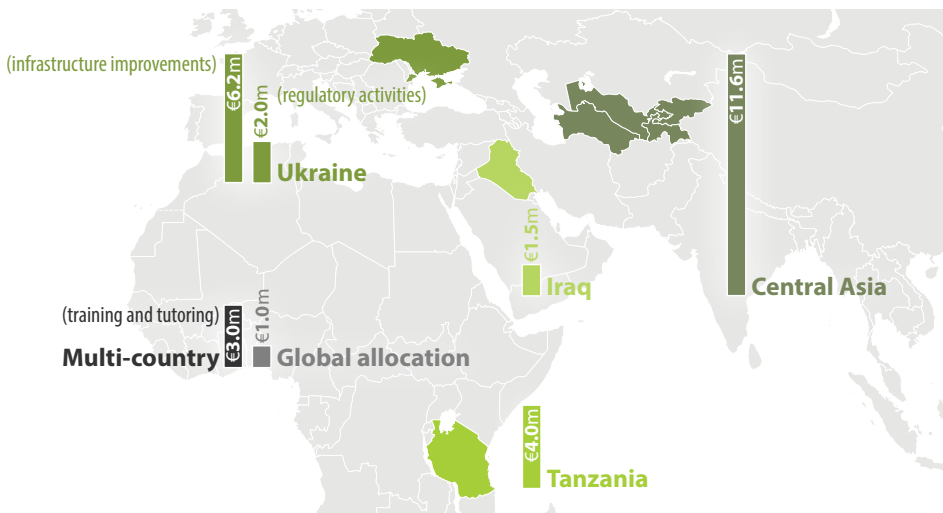 (infrastructure improvements)
€6.2m
€2.0m
(regulatory activities)
Ukraine
€11.6m
Central Asia
€1.5m
Iraq
(training and tutoring)
Multi-country
€3.0m
€1.0m
Global allocation
€4.0m
Tanzania